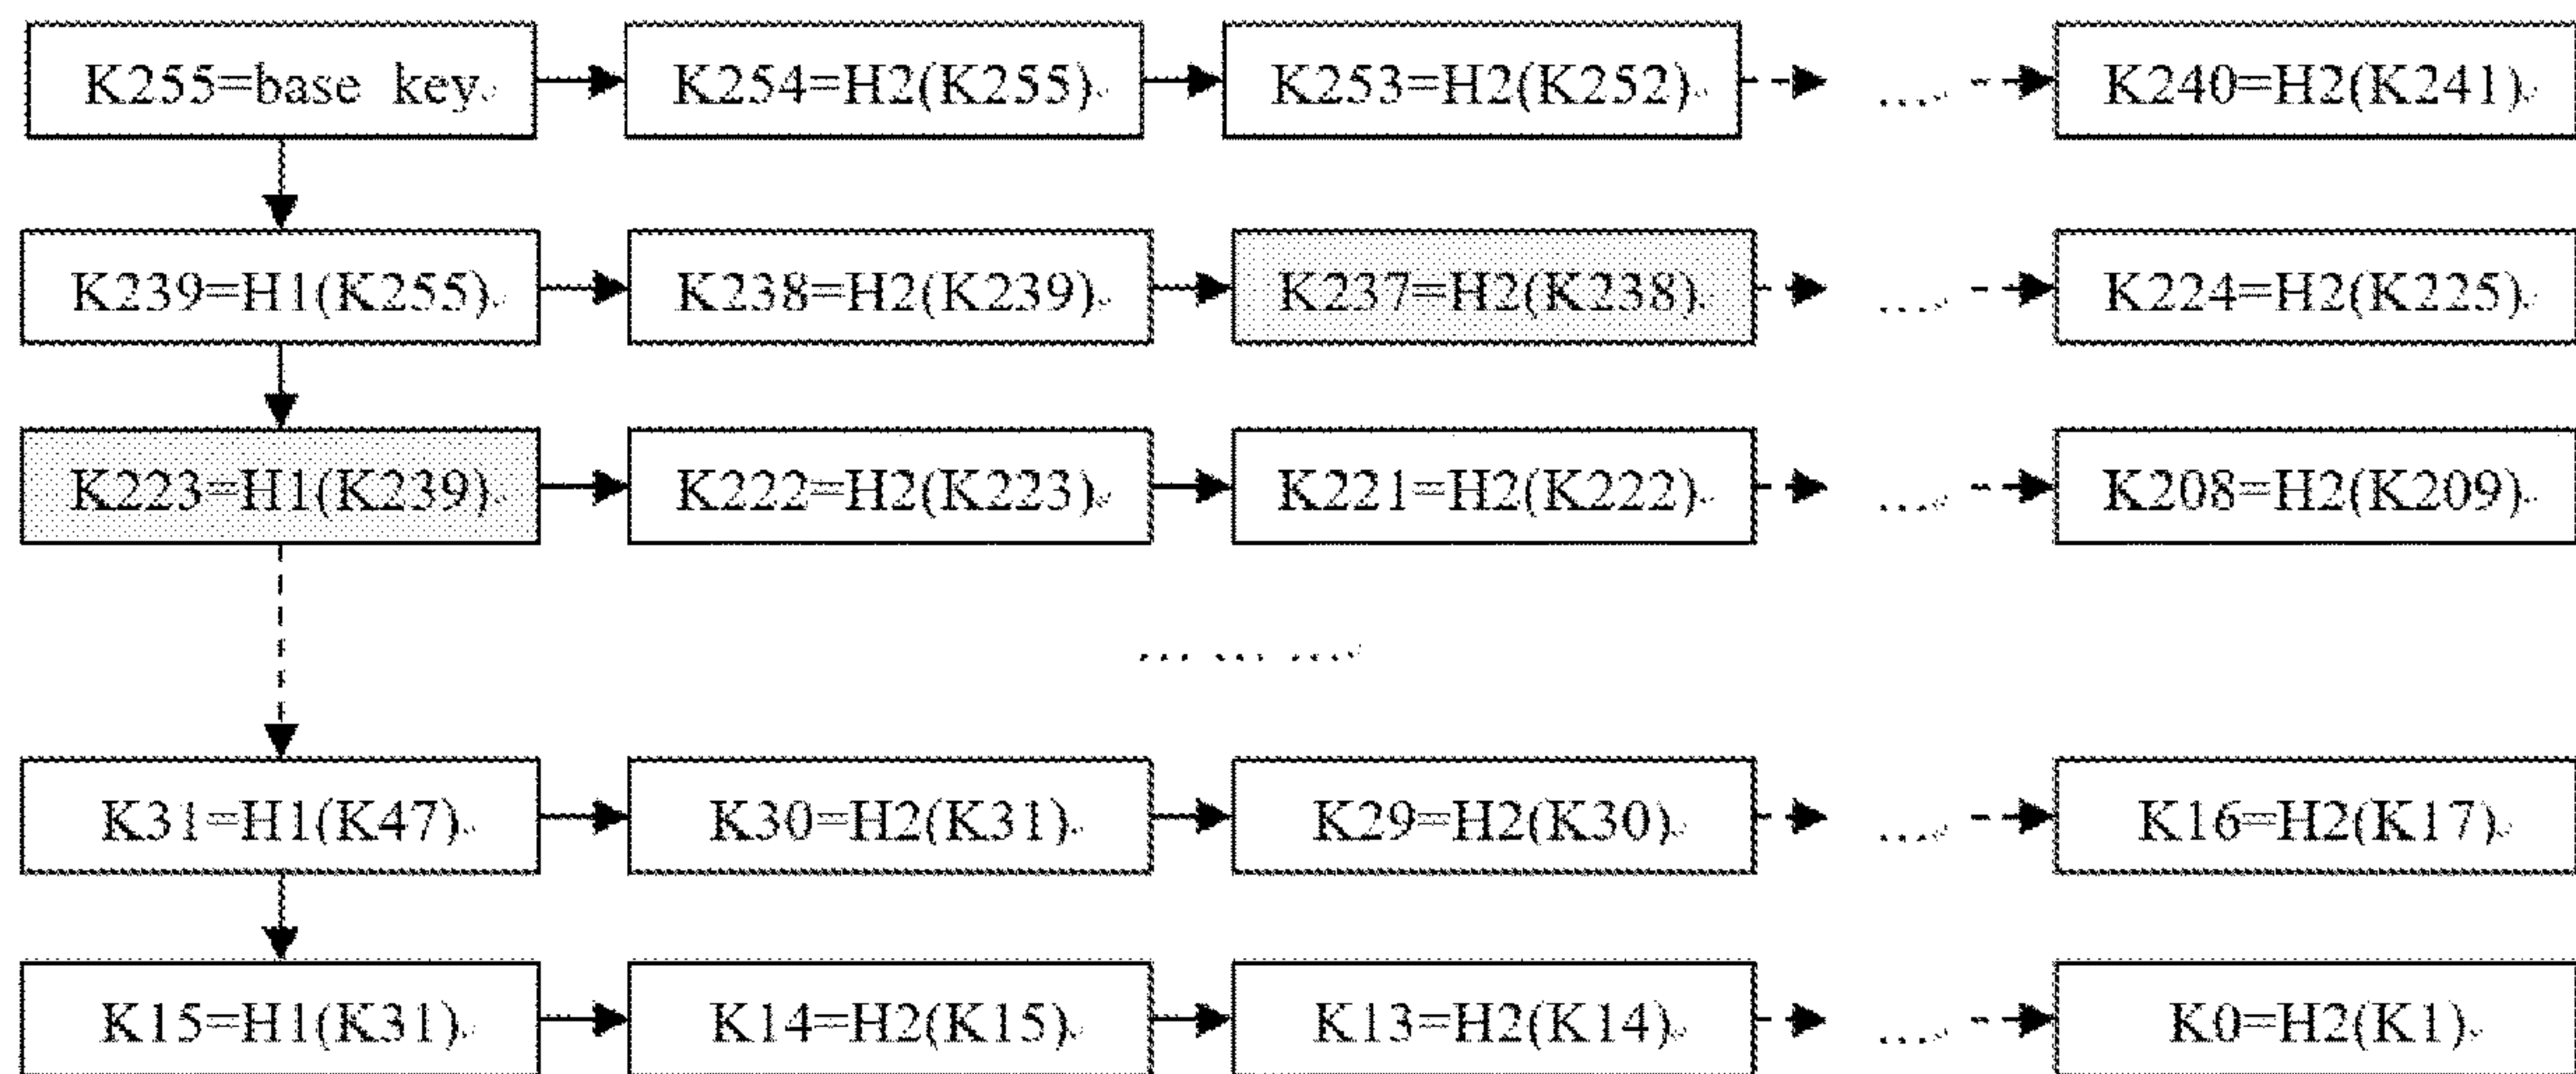 K255=base key K254=H2(K255) K253=H2(K252) ... K240=H2(K241)
K239=H1(K255) K238=H2(K239) K237=H2(K238) ... K224=H2(K225)
K223=H1(K239) K222=H2(K223) K221=H2(K222) ... K208=H2(K209)
... ... ...
K31=H1(K47) K30=H2(K31) K29=H2(K30) ... K16=H2(K17)
K15=H1(K31) K14=H2(K15) K13=H2(K14) ... K0=H2(K1)